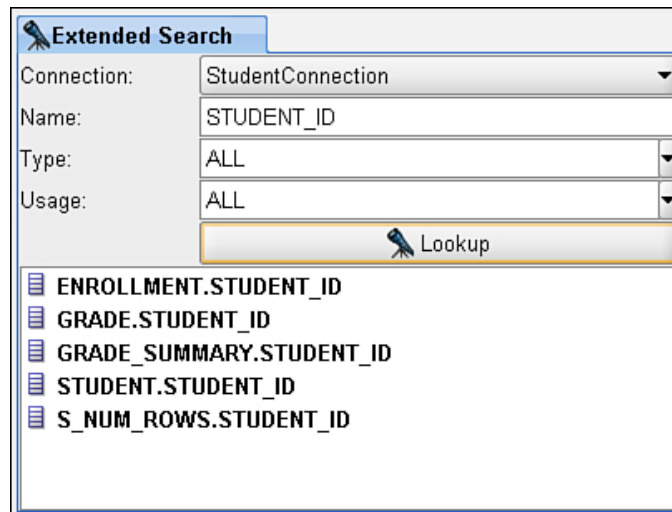 Extended Search
Connection: StudentConnection
Name: STUDENT_ID
Type: ALL
Usage: ALL
Lookup
ENROLLMENT.STUDENT_ID
GRADE.STUDENT_ID
GRADE_SUMMARY.STUDENT_ID
STUDENT.STUDENT_ID
S_NUM_ROWS.STUDENT_ID